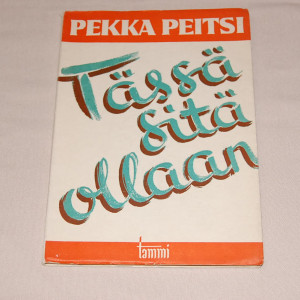 PEKKA PEITSI
Tässä
sitä
ollaan
tammi